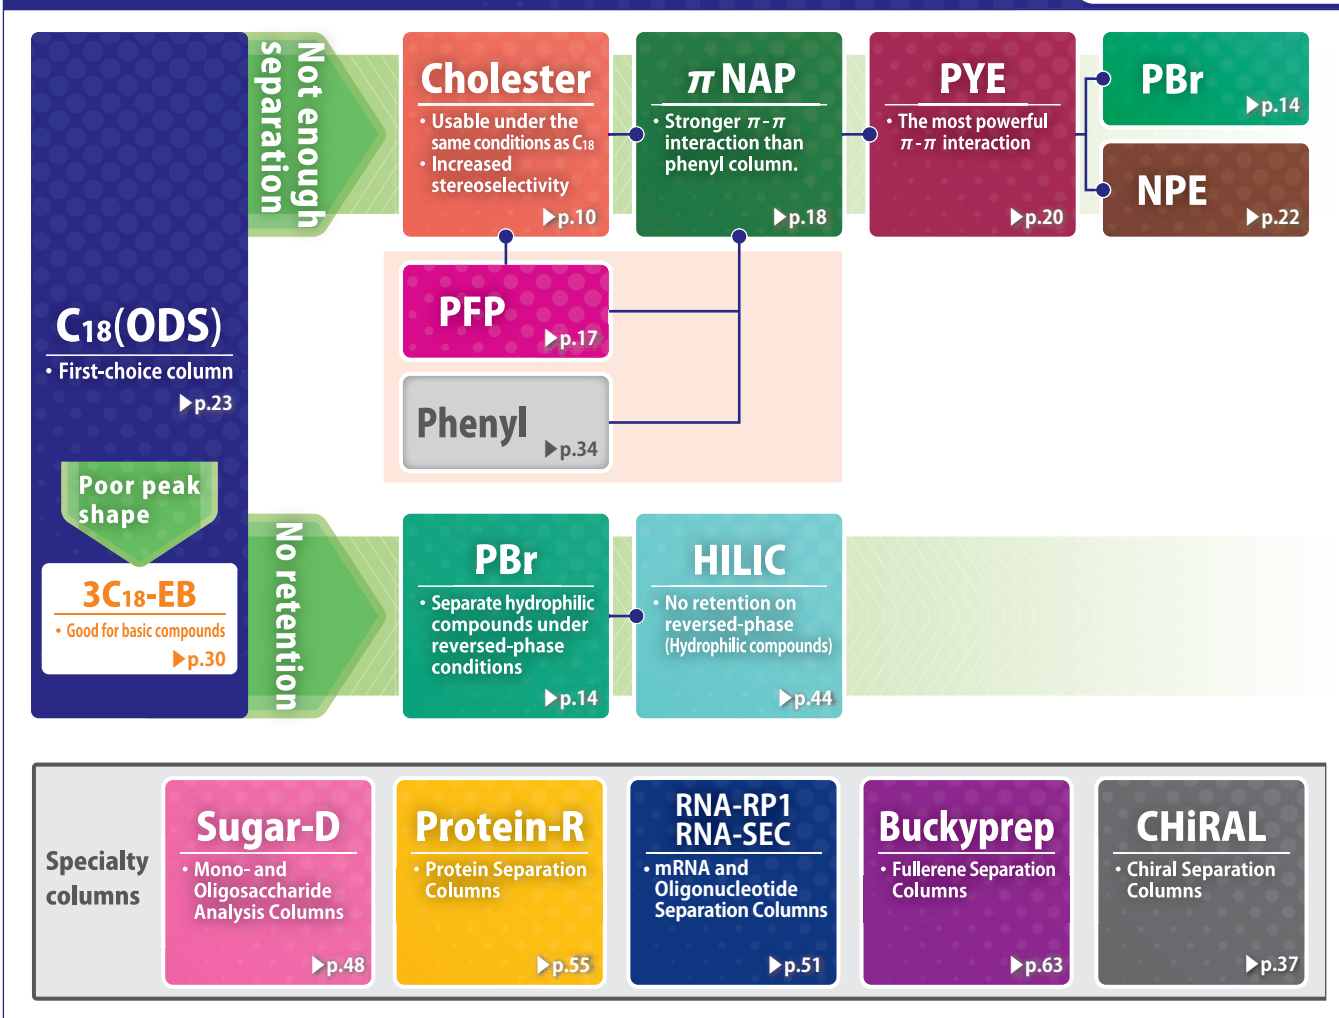 C18(ODS)
• First-choice column
▶p.23
Poor peak
shape
3C18-EB
• Good for basic compounds
▶p.30
Not enough
separation
Cholester
• Usable under the
same conditions as C18
• Increased
stereoselectivity
▶p.10
π NAP
• Stronger π-π
interaction than
phenyl column.
▶p.18
PYE
• The most powerful
π-π interaction
▶p.20
PBr
▶p.14
NPE
▶p.22
PFP
▶p.17
Phenyl
▶p.34
No retention
PBr
• Separate hydrophilic
compounds under
reversed-phase
conditions
▶p.14
HILIC
• No retention on
reversed-phase
(Hydrophilic compounds)
▶p.44
Specialty
columns
Sugar-D
• Mono- and
Oligosaccharide
Analysis Columns
▶p.48
Protein-R
• Protein Separation
Columns
▶p.55
RNA-RP1
RNA-SEC
• mRNA and
Oligonucleotide
Separation Columns
▶p.51
Buckyprep
• Fullerene Separation
Columns
▶p.63
CHiRAL
• Chiral Separation
Columns
▶p.37